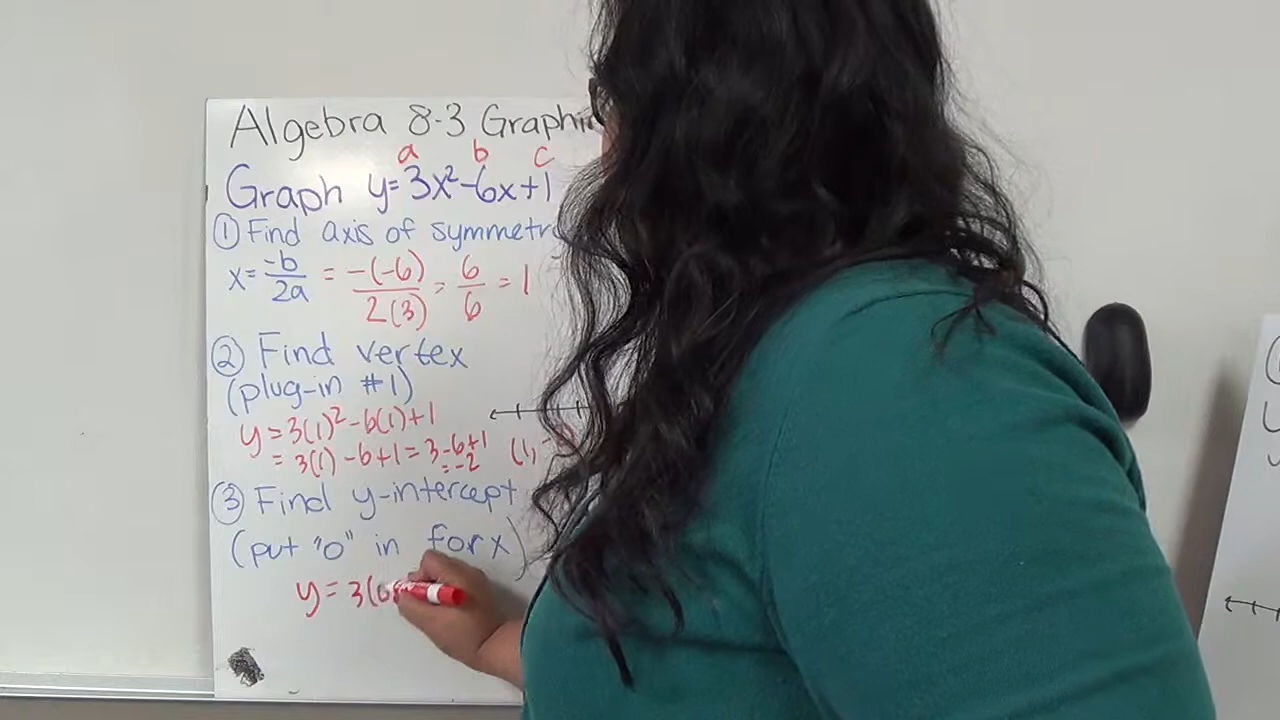 Algebra 8-3 Graphin
a b c
Graph y=3x²-6x+1
① Find axis of symmetr
x= -b/2a = -(-6)/2(3) = 6/6 = 1
② Find vertex
(plug-in #1)
y = 3(1)²-6(1)+1
= 3(1)-6+1 = 3-6+1
= -2
(1, -
③ Find y-intercept
(put "0" in for x)
y = 3(0